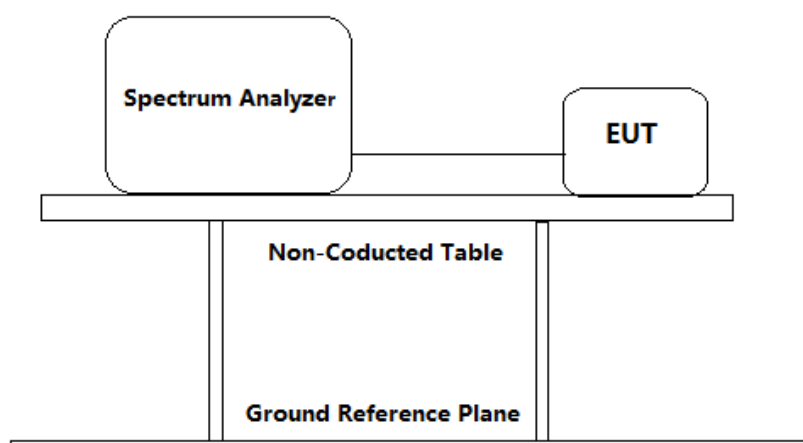 Spectrum Analyzer
EUT
Non-Coducted Table
Ground Reference Plane